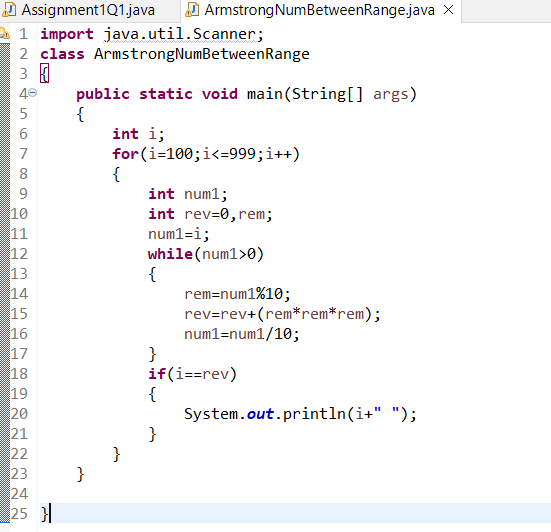 Assignment1Q1.java ArmstrongNumBetweenRange.java
1 import java.util.Scanner;
2 class ArmstrongNumBetweenRange
3 {
4 public static void main(String[] args)
5 {
6 int i;
7 for(i=100;i<=999;i++)
8 {
9 int num1;
10 int rev=0,rem;
11 num1=i;
12 while(num1>0)
13 {
14 rem=num1%10;
15 rev=rev+(rem*rem*rem);
16 num1=num1/10;
17 }
18 if(i==rev)
19 {
20 System.out.println(i+" ");
21 }
22 }
23 }
24
25 }